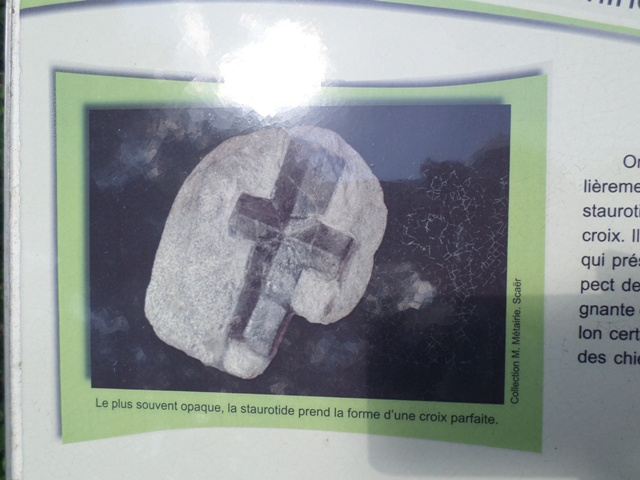 Le plus souvent opaque, la staurotide prend la forme d'une croix parfaite.
Collection M. Métairie. Scaër
lièreme
stauroti
croix. Il
qui prés
pect de
gnante
lon cert
des chie